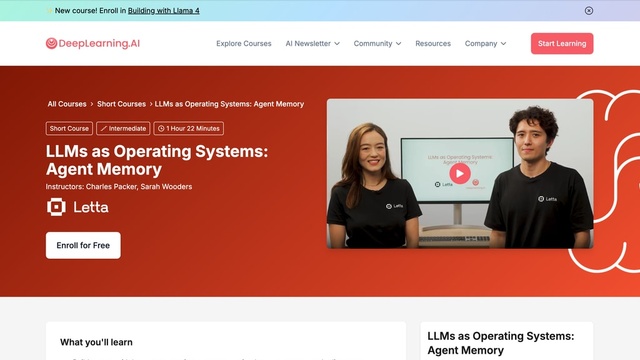 New course! Enroll in Building with Llama 4
DeepLearning.AI
Explore Courses
AI Newsletter
Community
Resources
Company
Start Learning
All Courses
Short Courses
LLMs as Operating Systems: Agent Memory
Short Course
Intermediate
1 Hour 22 Minutes
LLMs as Operating Systems:
Agent Memory
Instructors: Charles Packer, Sarah Wooders
Letta
Enroll for Free
LLMs as Operating Systems:
Agent Memory
Letta
Letta
Letta
What you'll learn
LLMs as Operating Systems:
Agent Memory